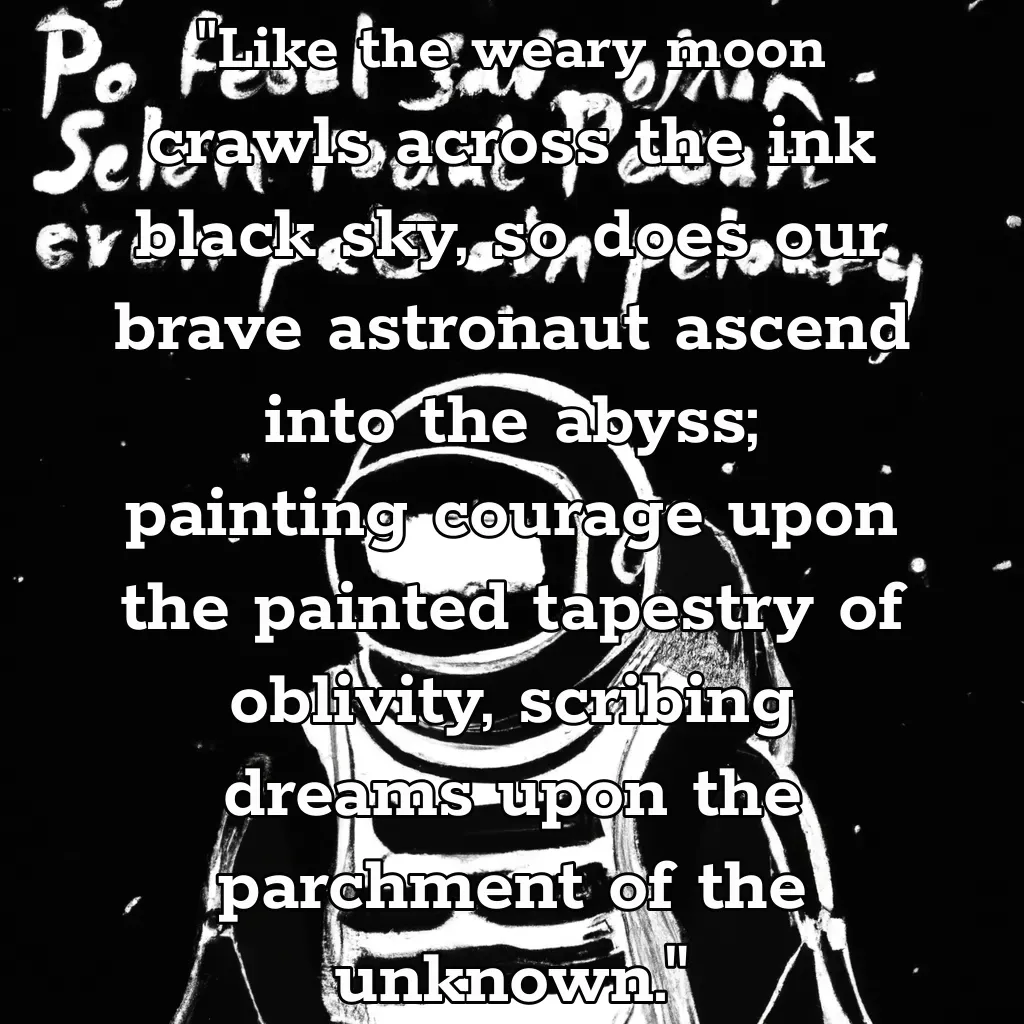 "Like the weary moon
crawls across the ink
black sky, so does our
brave astronaut ascend
into the abyss;
painting courage upon
the painted tapestry of
oblivity, scribing
dreams upon the
parchment of the
unknown."